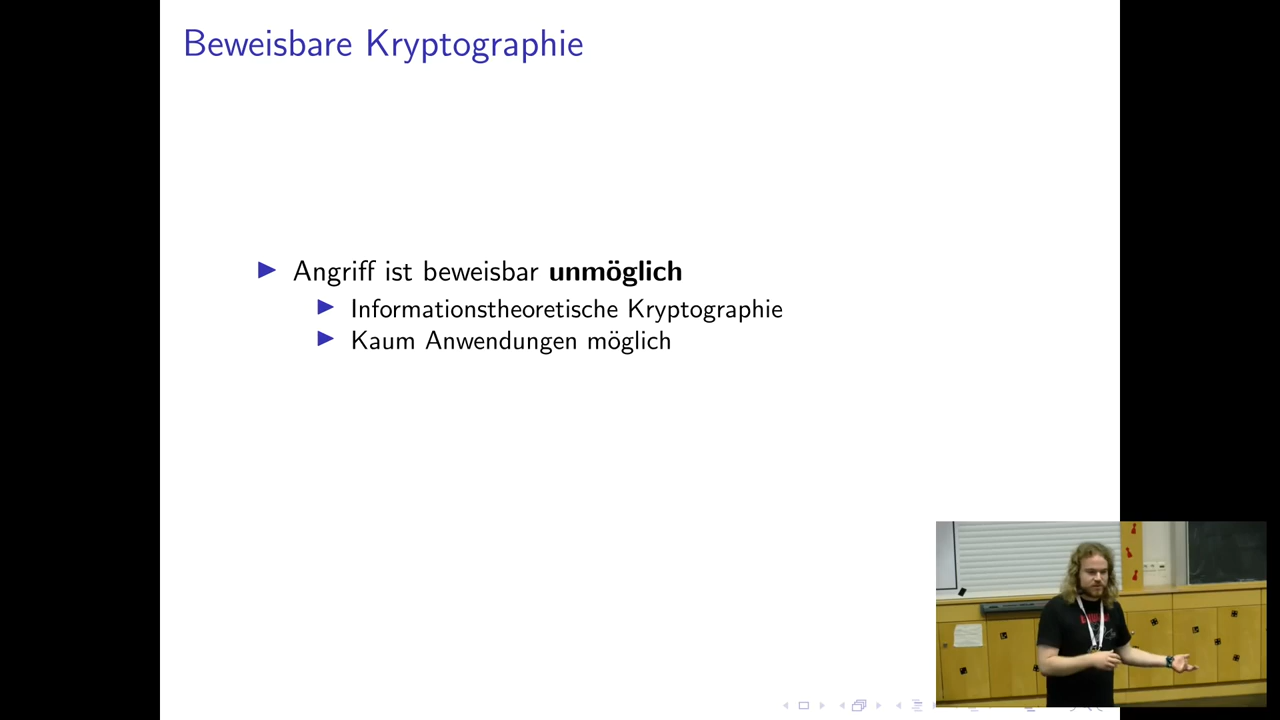 Beweisbare Kryptographie
Angriff ist beweisbar unmöglich
Informationstheoretische Kryptographie
Kaum Anwendungen möglich